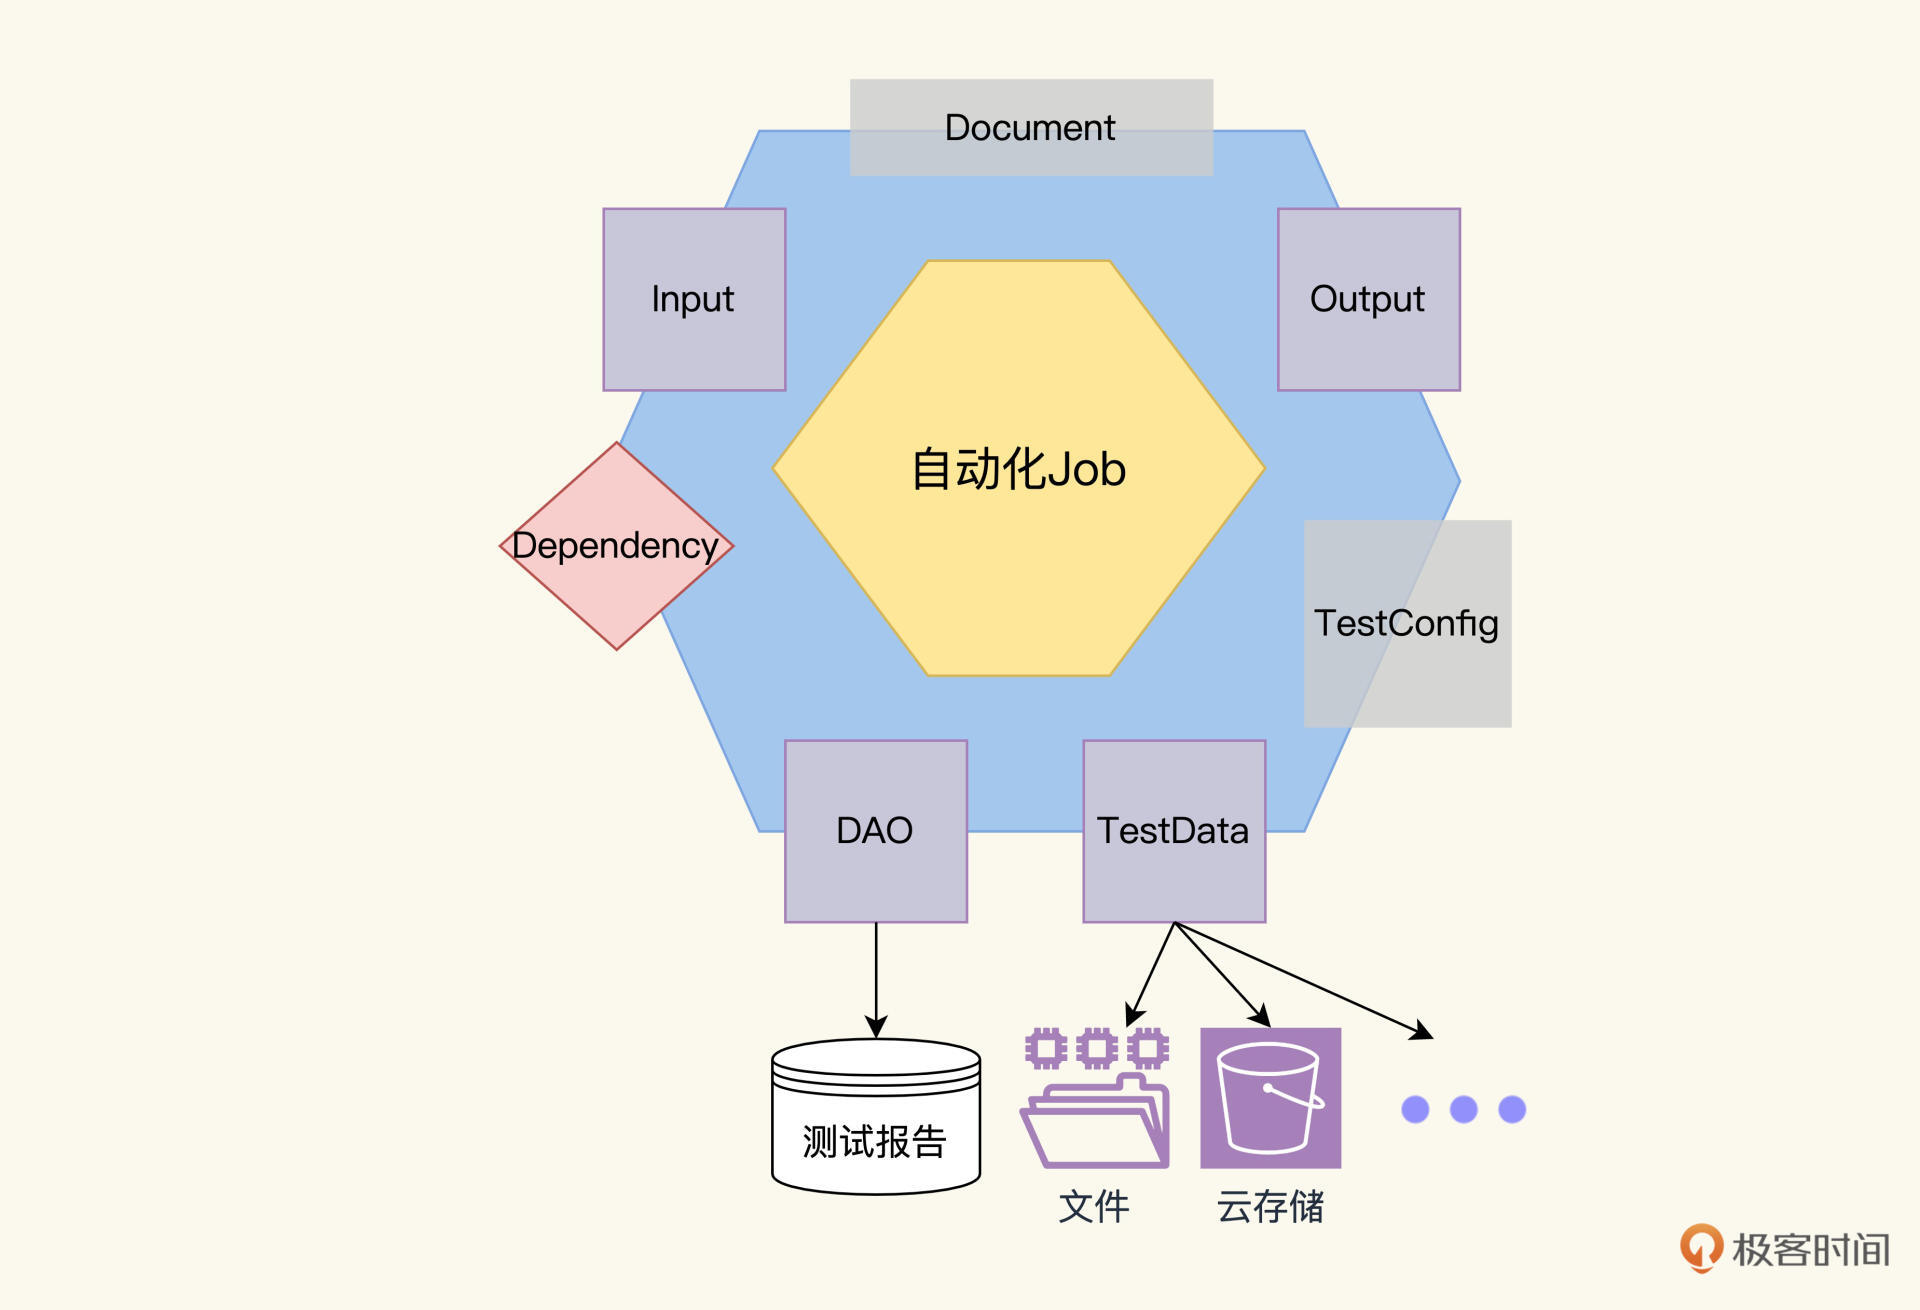 Document
Input
Output
自动化Job
Dependency
TestConfig
DAO
TestData
测试报告
文件
云存储
极客时间